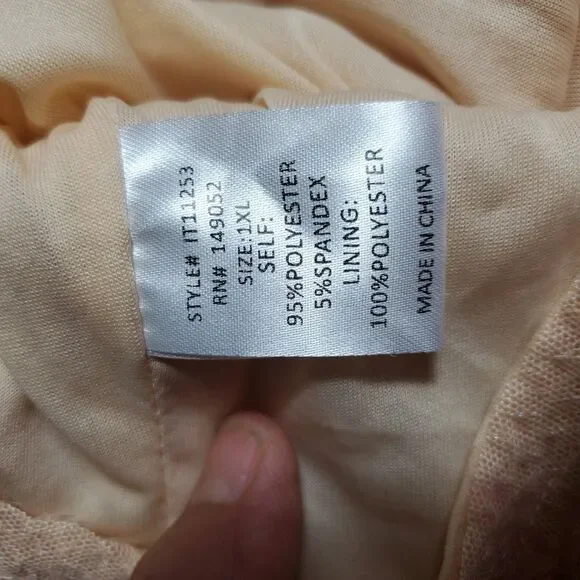 STYLE# IT11253
RN# 149052
SIZE:1XL
SELF:
95%POLYESTER
5%SPANDEX
LINING:
100%POLYESTER
MADE IN CHINA